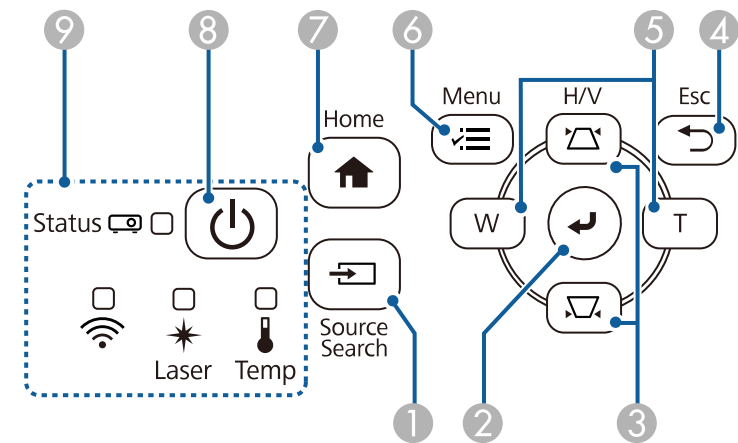 9 8 7 6 5 4
Home
Menu H/V Esc
Status
W T
Source
Search
Laser Temp
1 2 3